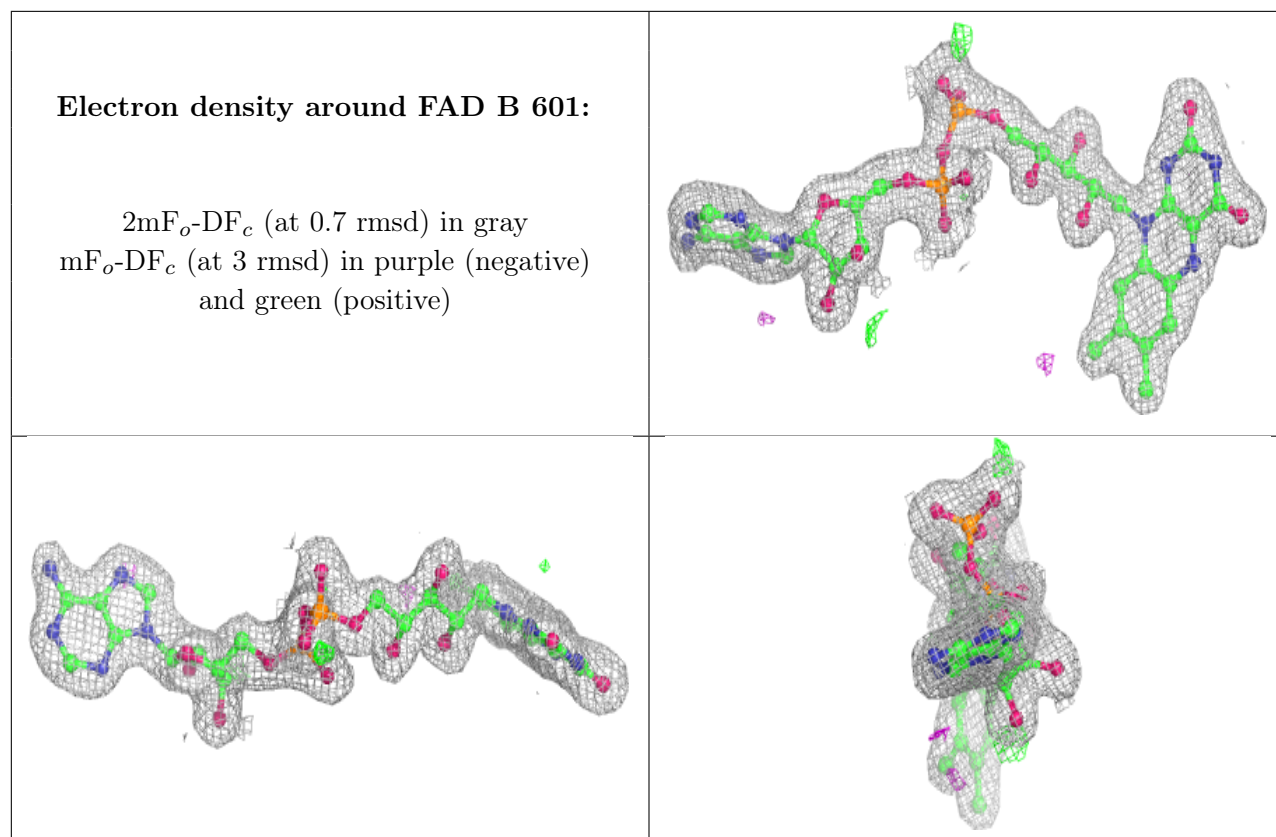 Electron density around FAD B 601:
2mFₒ-DF𝒸 (at 0.7 rmsd) in gray
mFₒ-DF𝒸 (at 3 rmsd) in purple (negative)
and green (positive)